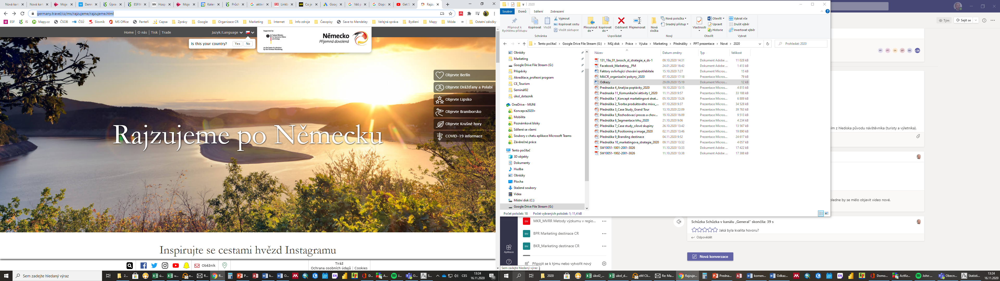 Nová kart
Nová kart
Moje
Denn
Úprav
ESF:M
Hosp
Moje
Kalen
Průch
aktivi
Linkb
Co je
Goog
Váš p
Dopo
Get S
Rajzu
germany.travel/cz/ms/rajzujeme/rajzujeme.html
ESF
IS
Mapy.cz
ČSOB
ČSÚ
Slovník
MS Office
Panteři
Capsa
Zprávy
Google
Organizace CR
Marketing
Internet
Info zdroje
Časopisy
Save to Mendeley
Veřejná správa
Bydlení
Mapy
Móda
»
Ostatní záložky
Home | O nás | Tisk | Trade
Jazyk/Language
Is this your country? Yes No
Supported by:
Federal Ministry
for Economic Affairs
and Energy
on the basis of a decision
by the German Bundestag
Německo
Příjemná dovolená
Objevte Berlín
Objevte Drážďany a Polabí
Objevte Lipsko
Objevte Braniborsko
Objevte Krušné hory
COVID-19 informace
Rajzujeme po Německu
Inspirujte se cestami hvězd Instagramu
Oběžník
Tiráž
Ochrana osobních údajů | Cookies
Sem zadejte hledaný výraz
CES
13:24
16.11.2020
2020
Soubor
Domů
Sdílení
Zobrazení
Připnout k
Rychlému přístupu
Kopírovat
Vložit
Vyjmout
Kopírovat cestu
Vložit zástupce
Schránka
Přesunout
do
Kopírovat
do
Odstranit
Přejmenovat
Uspořádat
Nová
složka
Nová položka
Snadný přístup
Nový
Vlastnosti
Otevřít
Upravit
Historie
Otevřít
Vybrat vše
Zrušit výběr
Invertovat výběr
Vybrat
Tento počítač > Google Drive File Stream (G:) > Můj disk > Práce > Výuka > Marketing > Přednášky > PPT prezentace > Nové > 2020
Prohledat: 2020
Obrázky
Marketing
Google Drive File Stream (G:)
Příspěvky
Akreditace_profesní program
CE_Tourism
Seminář02
úkol_dotazník
OneDrive - MUNI
Koncepce2020+
Mobilita
Poznámkové bloky
Sdílené se všemi
Soubory z chatu aplikace Microsoft Teams
Závěrečné práce
Tento počítač
3D objekty
Dokumenty
Hudba
Obrázky
Plocha
Stažené soubory
Videa
Místní disk (C:)
Google Drive File Stream (G:)
Název Datum změny Typ Velikost
131_19a_01_brosch_st_strategie_e_ds-1 09.10.2020 14:31 Dokument Adobe ... 11 028 kB
Facebook_Marketing__PM 24.01.2020 16:42 Dokument Adobe ... 1 413 kB
Faktory ovlivňující chování spotřebitele 15.10.2020 7:27 Dokument Micros... 15 kB
MACR_organizační pokyny_2020 07.10.2020 17:18 Prezentace Micros... 79 kB
Odkazy 29.09.2020 15:19 Dokument Micros... 12 kB
Prednaska 4_Analýza poptávky_2020 19.10.2020 13:15 Prezentace Micros... 4 815 kB
Prednaska 11_Komunikační aktivity I_2020 11.11.2020 9:57 Prezentace Micros... 33 188 kB
Přednáška 1_Koncept marketingové strat... 05.10.2020 13:26 Prezentace Micros... 6 889 kB
Přednáška 2_Tvorba produktového mixu_... 07.10.2020 9:37 Prezentace Micros... 34 528 kB
Přednáška 3_Case Study_Grand Tour 13.10.2020 22:09 Prezentace Micros... 39 763 kB
Přednáška 5_Rozhodovací proces a chov... 19.10.2020 16:09 Prezentace Micros... 9 513 kB
Přednáška 6_Segmentace trhu_2020 21.10.2020 9:06 Prezentace Micros... 4 234 kB
Přednáška 7_Case study_cílové skupiny 26.10.2020 13:42 Prezentace Micros... 13 567 kB
Přednáška 8_Positioning a image_2020 02.11.2020 13:46 Prezentace Micros... 19 890 kB
Přednáška 9_Branding destinace 04.11.2020 9:52 Prezentace Micros... 24 617 kB
Přednáška 10_marketingova_strategie_2020 09.11.2020 13:32 Prezentace Micros... 4 057 kB
SW10051-1001-2001-3026 11.10.2020 13:33 Dokument Adobe ... 17 422 kB
SW10051-1002-2001-3026 11.10.2020 13:38 Dokument Adobe ... 17 388 kB
Počet položek: 18 Počet vybraných položek: 1; 11,4 kB
Tým
Sejít se
PF PT EA LP EK +26
ím z hlediska původu návštěvníka (turisty a výletníka).
oledne by se mělo objevit video nové.
EM MKR_MVRR Metody výzkumu v regio...
BM BPR Marketing destinace CR
BM BKR_Marketing destinace CR
Aplikace
Připojit se k týmu nebo vytvořit nový
Schůzka Schůzka v kanálu „General" skončila: 39 s
Jaká byla kvalita hovoru?
Odpovědět
Nová konverzace
Sem zadejte hledaný výraz
2020
úkol2_...
ukol_d...
eM Cli...
Re: Ma...
Rajzuje...
Predna...
komen...
Odkaz...
EN
Domo...
ActKe...
John ...
Obecn...
Statisti...
13:24
16.11.2020